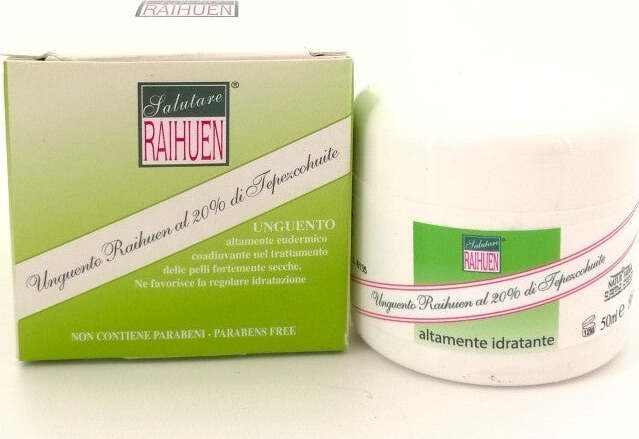 RAIHUEN
Salutare ®
RAIHUEN
Unguento Raihuen al 20% di Tepezcohuite
UNGUENTO
altamente eudermico
coadiuvante nel trattamento
delle pelli fortemente secche.
Ne favorisce la regolare idratazione
NON CONTIENE PARABENI - PARABENS FREE
Salutare ®
RAIHUEN
Unguento Raihuen al 20% di Tepezcohuite
altamente idratante
12M
50ml e